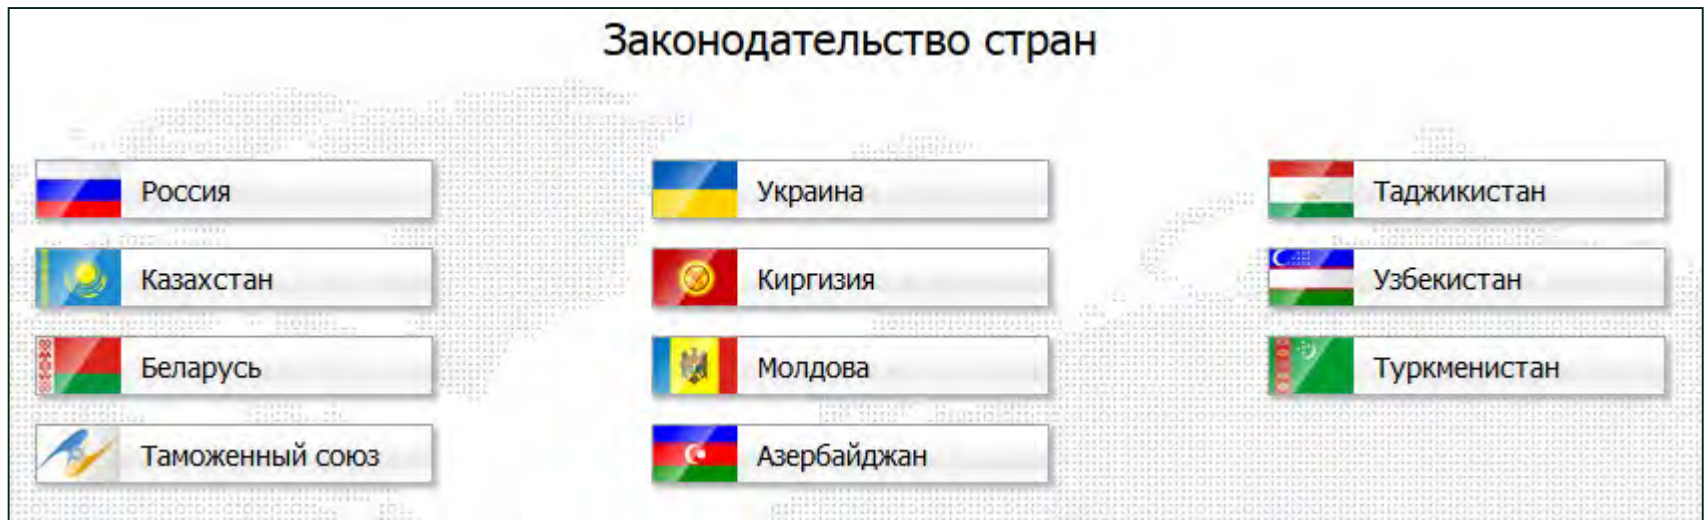 Законодательство стран
Россия
Украина
Таджикистан
Казахстан
Киргизия
Узбекистан
Беларусь
Молдова
Туркменистан
Таможенный союз
Азербайджан